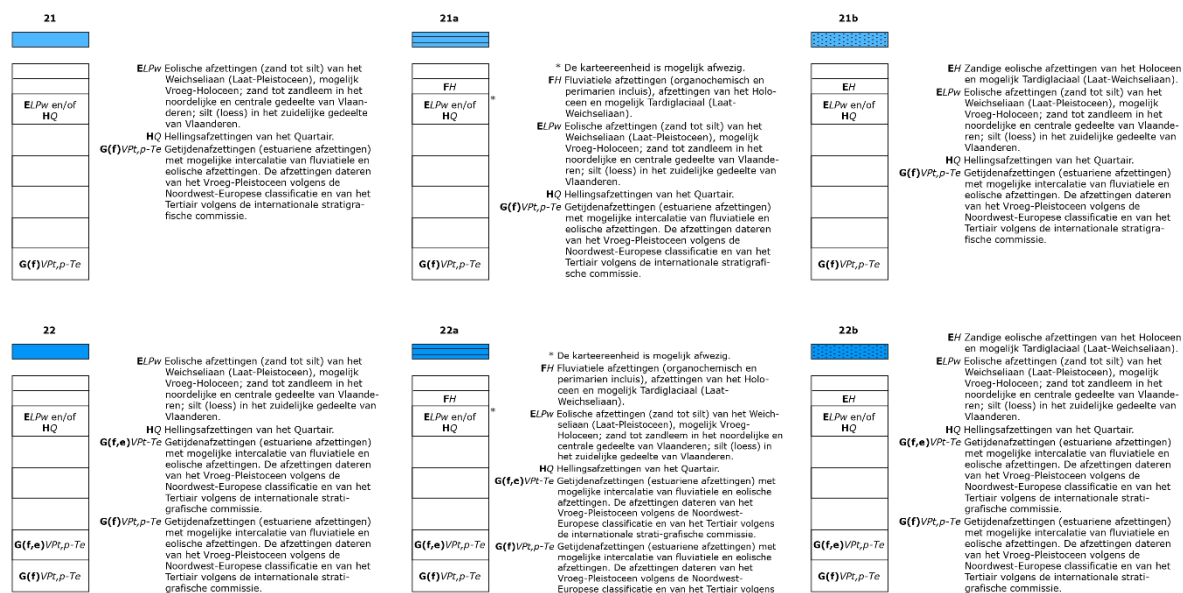 21
ELPw en/of
HQ
G(f)VPt,p-Te
ELPw Eolische afzettingen (zand tot silt) van het
Weichseliaan (Laat-Pleistoceen), mogelijk
Vroeg-Holoceen; zand tot zandleem in het
noordelijke en centrale gedeelte van Vlaan-
deren; silt (loess) in het zuidelijke gedeelte
van Vlaanderen.
HQ Hellingsafzettingen van het Quartair.
G(f)VPt,p-Te Getijdenafzettingen (estuariene afzettingen)
met mogelijke intercalatie van fluviatiele en
eolische afzettingen. De afzettingen dateren
van het Vroeg-Pleistoceen volgens de
Noordwest-Europese classificatie en van het
Tertiair volgens de internationale stratigra-
fische commissie.
21a
FH
ELPw en/of
HQ
*
G(f)VPt,p-Te
* De karteereenheid is mogelijk afwezig.
FH Fluviatiele afzettingen (organochemisch en
perimarien incluis), afzettingen van het Holo-
ceen en mogelijk Tardiglaciaal (Laat-
Weichseliaan).
ELPw Eolische afzettingen (zand tot silt) van het
Weichseliaan (Laat-Pleistoceen), mogelijk
Vroeg-Holoceen; zand tot zandleem in het
noordelijke en centrale gedeelte van Vlaande-
ren; silt (loess) in het zuidelijke gedeelte van
Vlaanderen.
HQ Hellingsafzettingen van het Quartair.
G(f)VPt,p-Te Getijdenafzettingen (estuariene afzettingen)
met mogelijke intercalatie van fluviatiele en
eolische afzettingen. De afzettingen dateren
van het Vroeg-Pleistoceen volgens de
Noordwest-Europese classificatie en van het
Tertiair volgens de internationale stratigrafi-
sche commissie.
21b
EH
ELPw en/of
HQ
G(f)VPt,p-Te
EH Zandige eolische afzettingen van het Holoceen
en mogelijk Tardiglaciaal (Laat-Weichseliaan).
ELPw Eolische afzettingen (zand tot silt) van het
Weichseliaan (Laat-Pleistoceen), mogelijk
Vroeg-Holoceen; zand tot zandleem in het
noordelijke en centrale gedeelte van Vlaande-
ren; silt (loess) in het zuidelijke gedeelte van
Vlaanderen.
HQ Hellingsafzettingen van het Quartair.
G(f)VPt,p-Te Getijdenafzettingen (estuariene afzettingen)
met mogelijke intercalatie van fluviatiele en
eolische afzettingen. De afzettingen dateren
van het Vroeg-Pleistoceen volgens de
Noordwest-Europese classificatie en van het
Tertiair volgens de internationale stratigra-
fische commissie.
22
ELPw en/of
HQ
G(f,e)VPt,p-Te
G(f)VPt,p-Te
ELPw Eolische afzettingen (zand tot silt) van het
Weichseliaan (Laat-Pleistoceen), mogelijk
Vroeg-Holoceen; zand tot zandleem in het
noordelijke en centrale gedeelte van Vlaande-
ren; silt (loess) in het zuidelijke gedeelte van
Vlaanderen.
HQ Hellingsafzettingen van het Quartair.
G(f,e)VPt-Te Getijdenafzettingen (estuariene afzettingen)
met mogelijke intercalatie van fluviatiele en
eolische afzettingen. De afzettingen dateren
van het Vroeg-Pleistoceen volgens de
Noordwest-Europese classificatie en van het
Tertiair volgens de internationale strati-
grafische commissie.
G(f)VPt,p-Te Getijdenafzettingen (estuariene afzettingen)
met mogelijke intercalatie van fluviatiele en
eolische afzettingen. De afzettingen dateren
van het Vroeg-Pleistoceen volgens de
Noordwest-Europese classificatie en van het
Tertiair volgens de internationale strati-
grafische commissie.
22a
FH
ELPw en/of
HQ
*
G(f,e)VPt,p-Te
G(f)VPt,p-Te
* De karteereenheid is mogelijk afwezig.
FH Fluviatiele afzettingen (organochemisch en
perimarien incluis), afzettingen van het Holo-
ceen en mogelijk Tardiglaciaal (Laat-
Weichseliaan).
ELPw Eolische afzettingen (zand tot silt) van het Weich-
seliaan (Laat-Pleistoceen), mogelijk Vroeg-
Holoceen; zand tot zandleem in het noordelijke en
centrale gedeelte van Vlaanderen; silt (loess) in
het zuidelijke gedeelte van Vlaanderen.
HQ Hellingsafzettingen van het Quartair.
G(f,e)VPt-Te Getijdenafzettingen (estuariene afzettingen) met
mogelijke intercalatie van fluviatiele en eolische
afzettingen. De afzettingen dateren van het
Vroeg-Pleistoceen volgens de Noordwest-
Europese classificatie en van het Tertiair volgens
de internationale strati-grafische commissie.
G(f)VPt,p-Te Getijdenafzettingen (estuariene afzettingen) met
mogelijke intercalatie van fluviatiele en eolische
afzettingen. De afzettingen dateren van het
Vroeg-Pleistoceen volgens de Noordwest-
Europese classificatie en van het Tertiair volgens
22b
EH
ELPw en/of
HQ
G(f,e)VPt,p-Te
G(f)VPt,p-Te
EH Zandige eolische afzettingen van het Holoceen
en mogelijk Tardiglaciaal (Laat-Weichseliaan).
ELPw Eolische afzettingen (zand tot silt) van het
Weichseliaan (Laat-Pleistoceen), mogelijk
Vroeg-Holoceen; zand tot zandleem in het
noordelijke en centrale gedeelte van Vlaande-
ren; silt (loess) in het zuidelijke gedeelte van
Vlaanderen.
HQ Hellingsafzettingen van het Quartair.
G(f,e)VPt-Te Getijdenafzettingen (estuariene afzettingen)
met mogelijke intercalatie van fluviatiele en
eolische afzettingen. De afzettingen dateren
van het Vroeg-Pleistoceen volgens de
Noordwest-Europese classificatie en van het
Tertiair volgens de internationale strati-
grafische commissie.
G(f)VPt,p-Te Getijdenafzettingen (estuariene afzettingen)
met mogelijke intercalatie van fluviatiele en
eolische afzettingen. De afzettingen dateren
van het Vroeg-Pleistoceen volgens de
Noordwest-Europese classificatie en van het
Tertiair volgens de internationale strati-
grafische commissie.